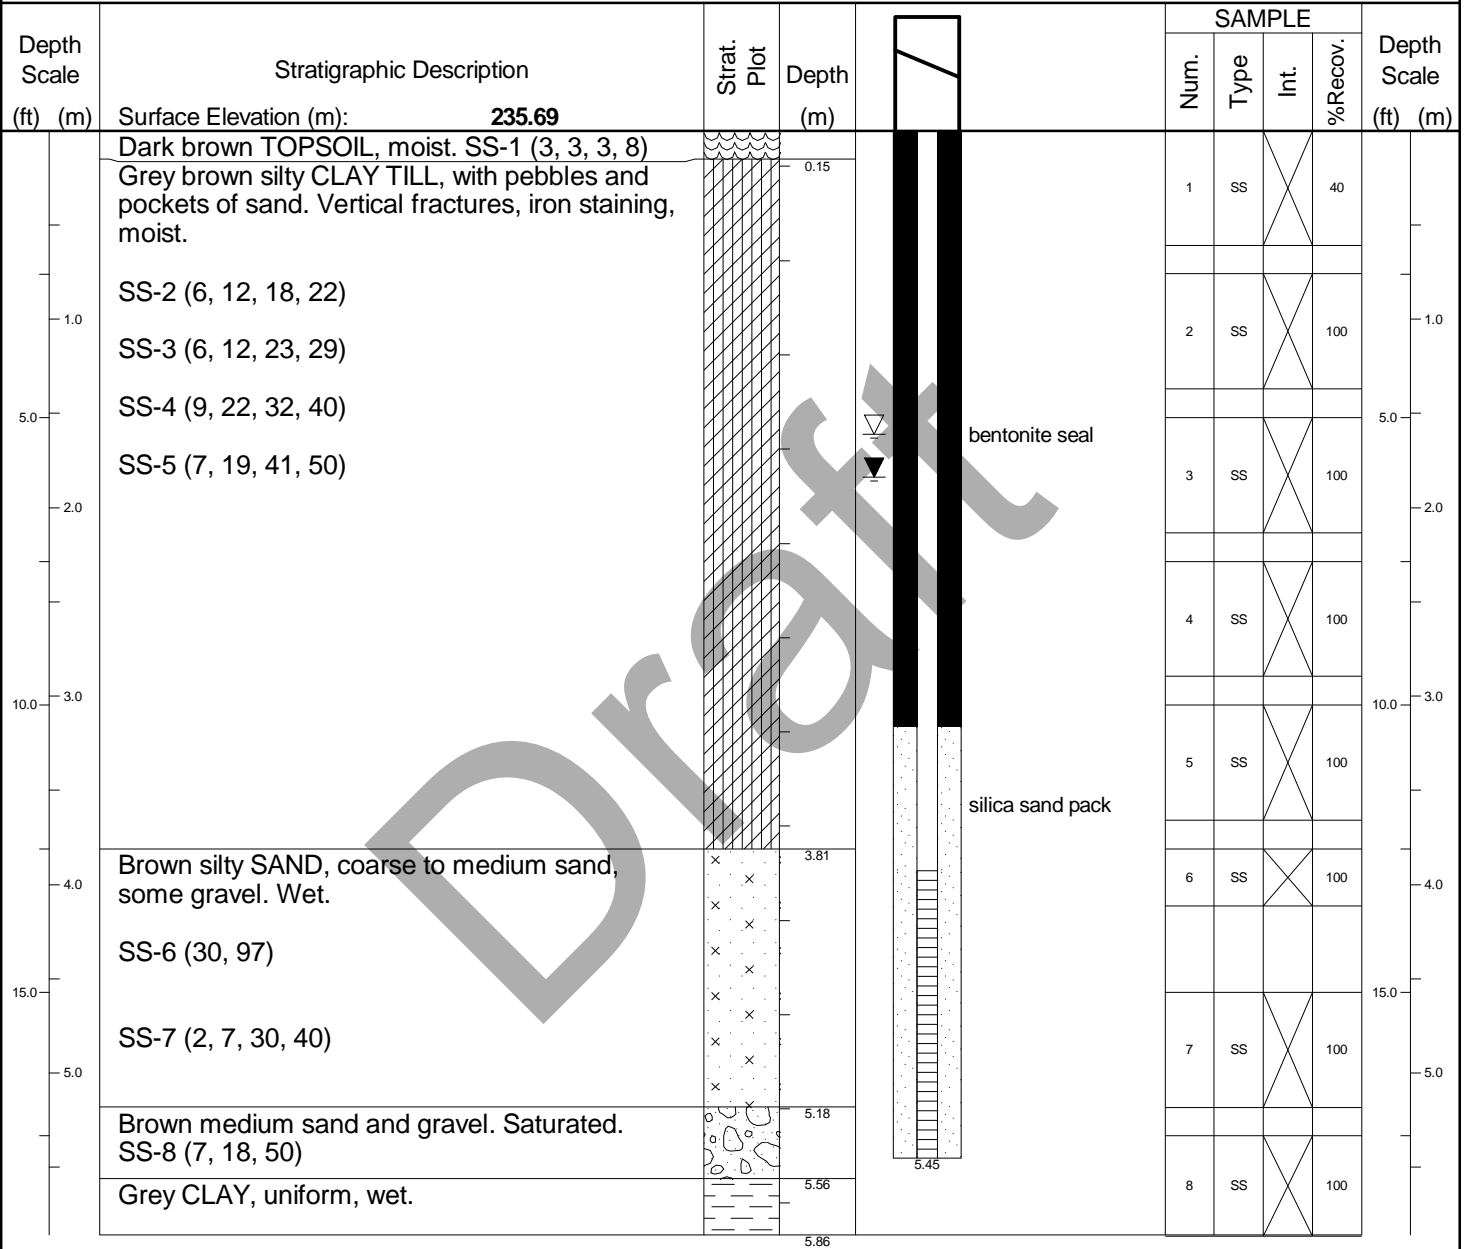 SAMPLE
Depth
Scale
(ft) (m)
Stratigraphic Description
Surface Elevation (m): 235.69
Strat.
Plot
Depth
(m)
Num.
Type
Int.
%Recov.
Depth
Scale
(ft) (m)
Dark brown TOPSOIL, moist. SS-1 (3, 3, 3, 8)
0.15
Grey brown silty CLAY TILL, with pebbles and
pockets of sand. Vertical fractures, iron staining,
moist.
1 SS 40
SS-2 (6, 12, 18, 22)
1.0
2 SS 100
1.0
SS-3 (6, 12, 23, 29)
SS-4 (9, 22, 32, 40)
5.0
5.0
bentonite seal
SS-5 (7, 19, 41, 50)
3 SS 100
2.0
2.0
4 SS 100
3.0
3.0
10.0
10.0
5 SS 100
silica sand pack
3.81
Brown silty SAND, coarse to medium sand,
some gravel. Wet.
4.0
6 SS 100
4.0
SS-6 (30, 97)
15.0
15.0
SS-7 (2, 7, 30, 40)
7 SS 100
5.0
5.0
5.18
Brown medium sand and gravel. Saturated.
SS-8 (7, 18, 50)
5.45
5.56
Grey CLAY, uniform, wet.
8 SS 100
5.86
Draft